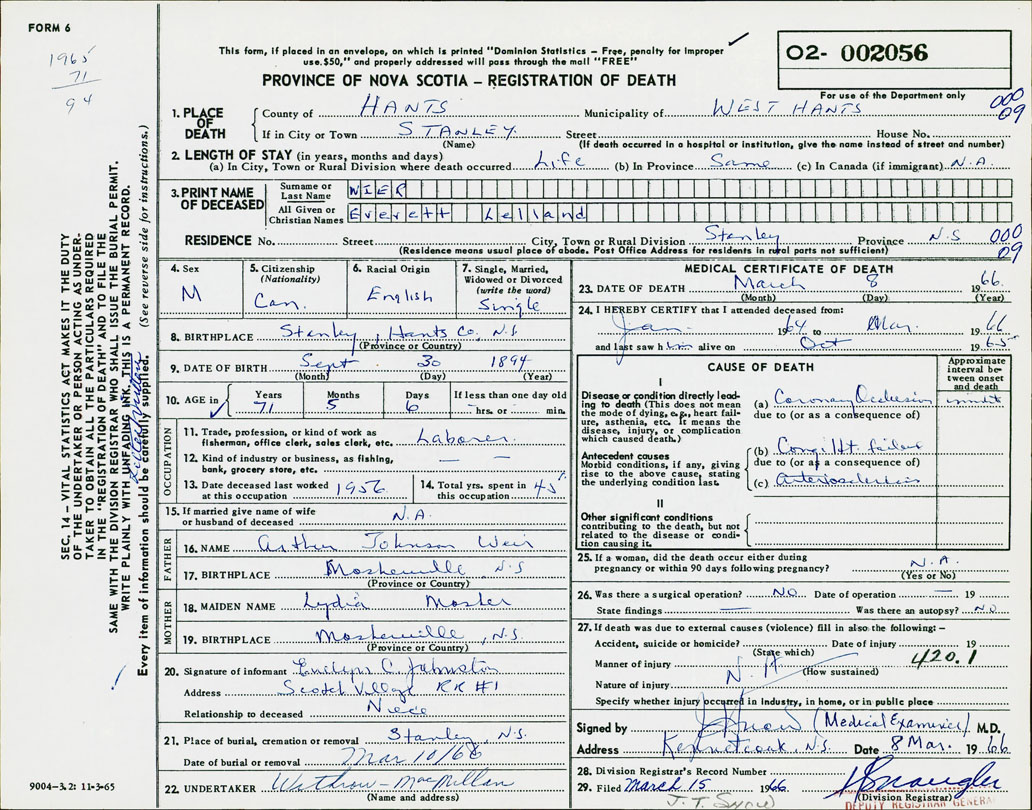 FORM 6
1965
71
94
This form, if placed in an envelope, on which is printed "Dominion Statistics – Free, penalty for improper
use.$50," and properly addressed will pass through the mail "FREE"
PROVINCE OF NOVA SCOTIA – REGISTRATION OF DEATH
O2- 002056
For use of the Department only
1. PLACE OF DEATH
County of HANTS Municipality of WEST HANTS 000 09
If in City or Town STANLEY. Street House No.
(Name) (If death occurred in a hospital or institution, give the name instead of street and number)
2. LENGTH OF STAY (in years, months and days)
(a) In City, Town or Rural Division where death occurred Life (b) In Province Same (c) In Canada (if immigrant) N.A.
3. PRINT NAME OF DECEASED
Surname or Last Name WIER
All Given or Christian Names Everett Lelland
RESIDENCE No. Street City, Town or Rural Division Stanley Province N.S 000 09
(Residence means usual place of abode. Post Office Address for residents in rural parts not sufficient)
4. Sex M
5. Citizenship (Nationality) Can.
6. Racial Origin English
7. Single, Married, Widowed or Divorced (write the word) Single
8. BIRTHPLACE Stanley, Hants Co. N.S.
(Province or Country)
9. DATE OF BIRTH Sept 30 1894
(Month) (Day) (Year)
10. AGE in Years 71 Months 5 Days 6 If less than one day old hrs. or min.
OCCUPATION
11. Trade, profession, or kind of work as fisherman, office clerk, sales clerk, etc. Laborer.
12. Kind of industry or business, as fishing, bank, grocery store, etc. – –
13. Date deceased last worked at this occupation 1956
14. Total yrs. spent in this occupation 45
15. If married give name of wife or husband of deceased N.A.
FATHER
16. NAME Arthur Johnson Weir
17. BIRTHPLACE Mosherville N.S
(Province or Country)
MOTHER
18. MAIDEN NAME Lydia Mosher
19. BIRTHPLACE Mosherville, N.S.
(Province or Country)
20. Signature of informant Evelyn C. Johnston
Address Scotch Village RR #1
Relationship to deceased Niece
21. Place of burial, cremation or removal Stanley, N.S.
Date of burial or removal Mar 10/66
22. UNDERTAKER Withrow - MacMillan
(Name and address)
MEDICAL CERTIFICATE OF DEATH
23. DATE OF DEATH March 8 1966.
(Month) (Day) (Year)
24. I HEREBY CERTIFY that I attended deceased from:
Jan. 1964 to Mar. 1966
and last saw h him alive on Oct 1965
CAUSE OF DEATH
Approximate interval between onset and death
I
Disease or condition directly leading to death (This does not mean the mode of dying, e.g., heart failure, asthenia, etc. It means the disease, injury, or complication which caused death.)
(a) Coronary Occlusion
due to (or as a consequence of)
Antecedent causes
Morbid conditions, if any, giving rise to the above cause, stating the underlying condition last.
(b) Cong. Ht. failure
due to (or as a consequence of)
(c) Arteriosclerosis
II
Other significant conditions contributing to the death, but not related to the disease or condition causing it.
25. If a woman, did the death occur either during pregnancy or within 90 days following pregnancy? N.A.
(Yes or No)
26. Was there a surgical operation? NO Date of operation — 19
State findings — Was there an autopsy? NO
27. If death was due to external causes (violence) fill in also the following: –
Accident, suicide or homicide? Date of injury 19
(State which) 420.1
Manner of injury
(How sustained)
Nature of injury
Specify whether injury occurred in industry, in home, or in public place
Signed by (Medical Examiner) M.D.
Address Kennetcook, N.S. Date 8 Mar. 1966
28. Division Registrar's Record Number
29. Filed March 15 1966
(Division Registrar)
J. T. Snow
DEPUTY REGISTRAR GENERAL
SEC. 14 – VITAL STATISTICS ACT MAKES IT THE DUTY
OF THE UNDERTAKER OR PERSON ACTING AS UNDER-
TAKER TO OBTAIN ALL THE PARTICULARS REQUIRED
IN THE "REGISTRATION OF DEATH" AND TO FILE THE
SAME WITH THE DIVISION REGISTRAR WHO SHALL ISSUE THE BURIAL PERMIT.
WRITE PLAINLY WITH UNFADING INK. THIS IS A PERMANENT RECORD.
Every item of information should be carefully supplied. (See reverse side for instructions.)
9004-3.2: 11-3-65